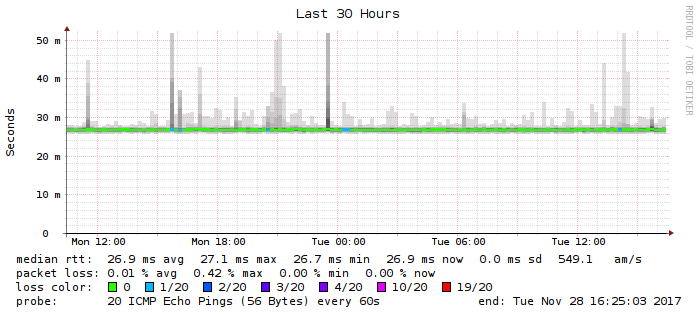 Last 30 Hours
RRDTOOL / TOBI OETIKER
Seconds
50 m
40 m
30 m
20 m
10 m
0
Mon 12:00 Mon 18:00 Tue 00:00 Tue 06:00 Tue 12:00
median rtt: 26.9 ms avg 27.1 ms max 26.7 ms min 26.9 ms now 0.0 ms sd 549.1 am/s
packet loss: 0.01 % avg 0.42 % max 0.00 % min 0.00 % now
loss color: 0 1/20 2/20 3/20 4/20 10/20 19/20
probe: 20 ICMP Echo Pings (56 Bytes) every 60s end: Tue Nov 28 16:25:03 2017